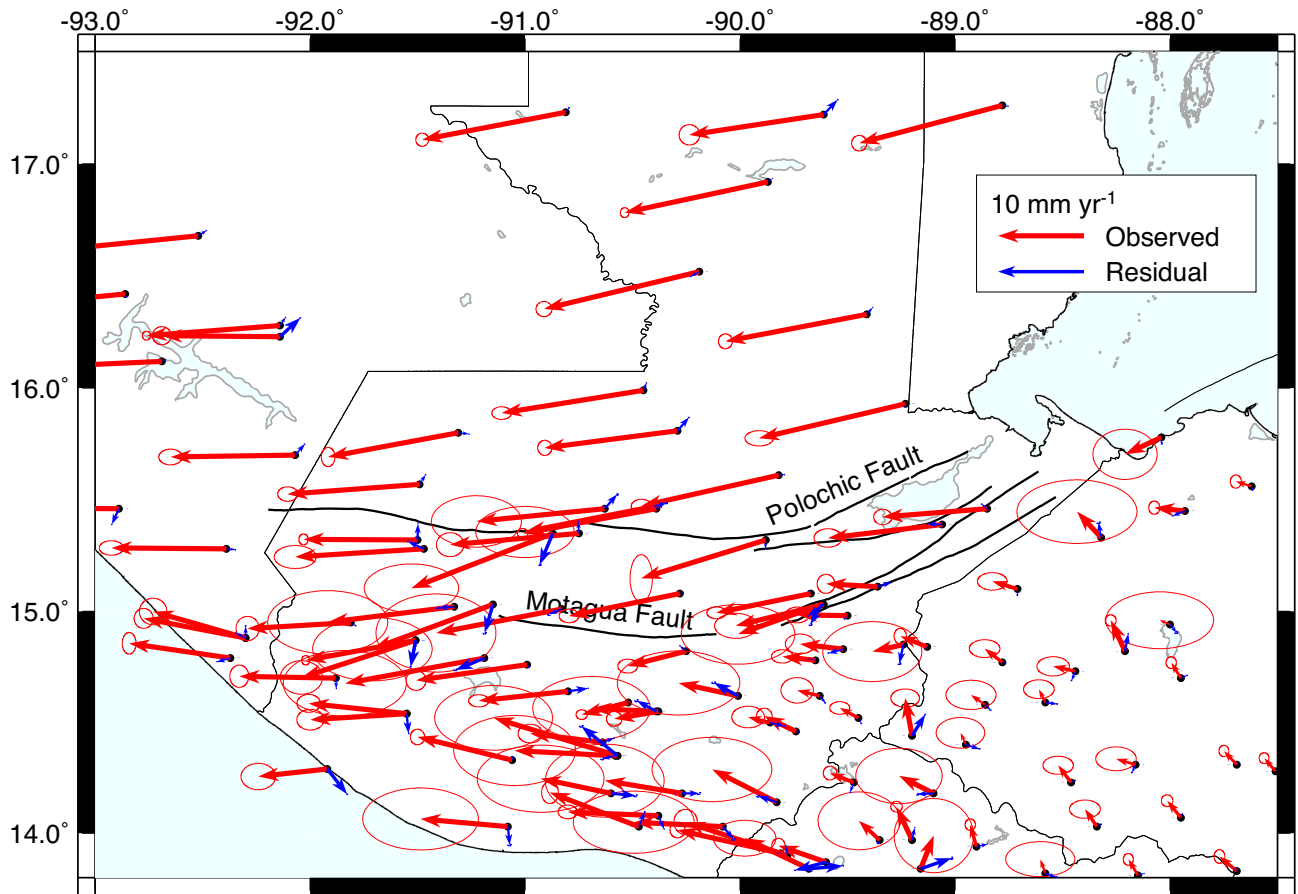 -93.0° -92.0° -91.0° -90.0° -89.0° -88.0°
17.0°
10 mm yr-1
Observed
Residual
16.0°
Polochic Fault
15.0°
Motagua Fault
14.0°